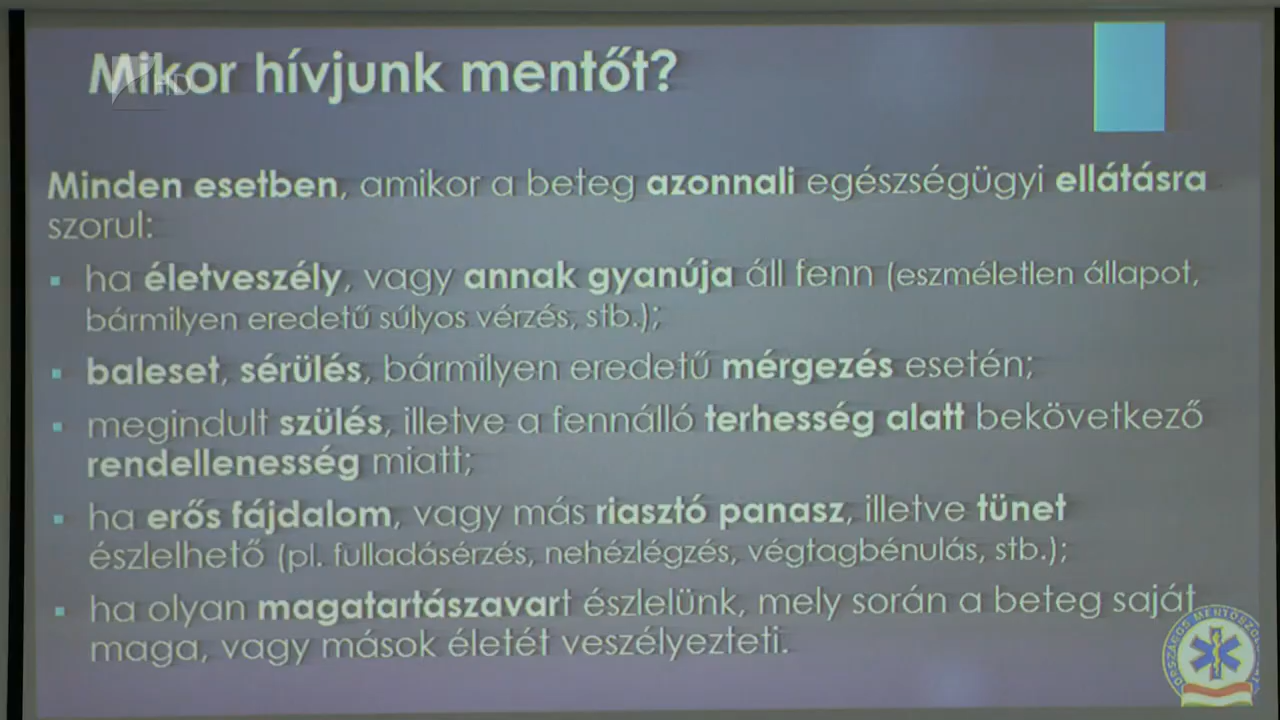 Mikor hívjunk mentőt?
HD
Minden esetben, amikor a beteg azonnali egészségügyi ellátásra
szorul:
▪ ha életveszély, vagy annak gyanúja áll fenn (eszméletlen állapot,
bármilyen eredetű súlyos vérzés, stb.);
▪ baleset, sérülés, bármilyen eredetű mérgezés esetén;
▪ megindult szülés, illetve a fennálló terhesség alatt bekövetkező
rendellenesség miatt;
▪ ha erős fájdalom, vagy más riasztó panasz, illetve tünet
észlelhető (pl. fulladásérzés, nehézlégzés, végtagbénulás, stb.);
▪ ha olyan magatartászavart észlelünk, mely során a beteg saját
maga, vagy mások életét veszélyezteti.
ORSZÁGOS MENTŐSZOLGÁLAT